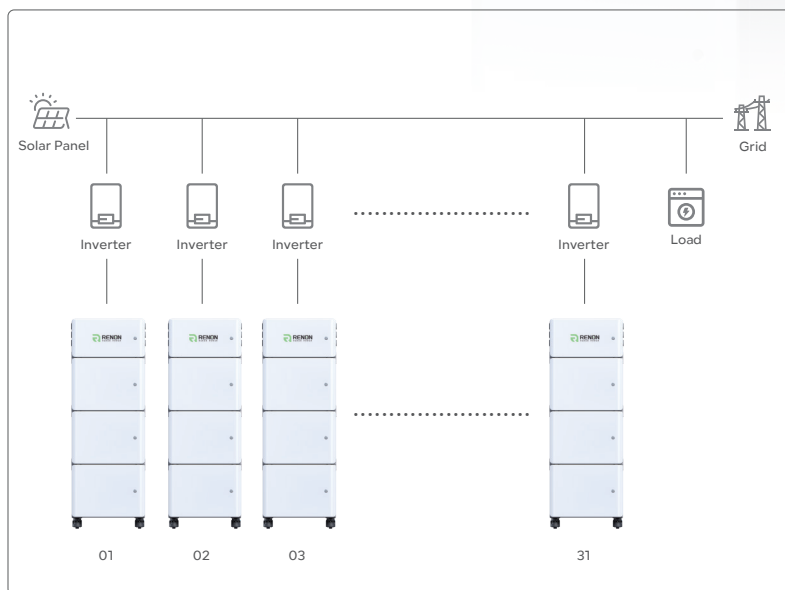 Solar Panel
Grid
Inverter
Inverter
Inverter
Inverter
Load
RENON
RENON
RENON
RENON
01
02
03
31